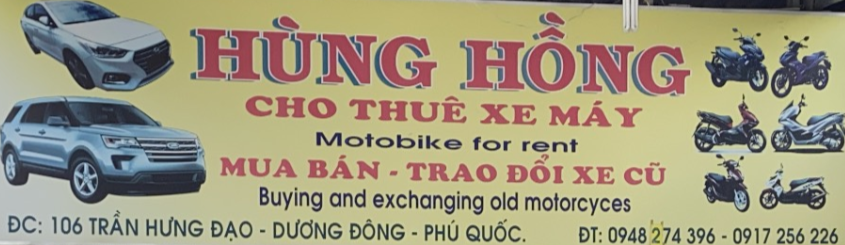 HÙNG HỒNG
CHO THUÊ XE MÁY
Motobike for rent
MUA BÁN - TRAO ĐỔI XE CŨ
Buying and exchanging old motorcyces
ĐC: 106 TRẦN HƯNG ĐẠO - DƯƠNG ĐÔNG - PHÚ QUỐC. ĐT: 0948 274 396 - 0917 256 226